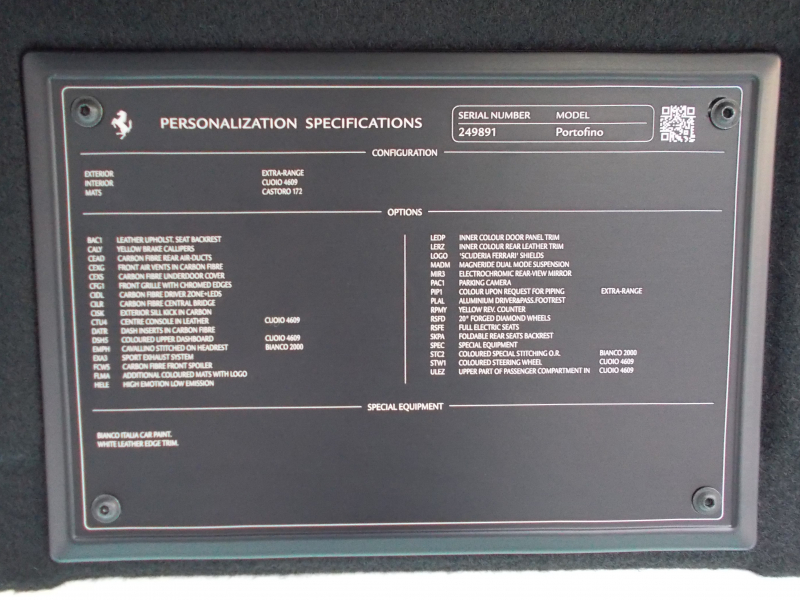 PERSONALIZATION SPECIFICATIONS
SERIAL NUMBER MODEL
249891 Portofino
CONFIGURATION
EXTERIOR EXTRA-RANGE
INTERIOR CUOIO 4609
MATS CASTORO 172
OPTIONS
BAC1 LEATHER UPHOLST. SEAT BACKREST
CALY YELLOW BRAKE CALLIPERS
CEAD CARBON FIBRE REAR AIR-DUCTS
CEXG FRONT AIR VENTS IN CARBON FIBRE
CEXS CARBON FIBRE UNDERDOOR COVER
CFG1 FRONT GRILLE WITH CHROMED EDGES
CIDL CARBON FIBRE DRIVER ZONE+LEDS
CILR CARBON FIBRE CENTRAL BRIDGE
CISK EXTERIOR SILL KICK IN CARBON
CTU4 CENTRE CONSOLE IN LEATHER CUOIO 4609
DATR DASH INSERTS IN CARBON FIBRE
DSH5 COLOURED UPPER DASHBOARD CUOIO 4609
EMPH CAVALLINO STITCHED ON HEADREST BIANCO 2000
EXA3 SPORT EXHAUST SYSTEM
FCWS CARBON FIBRE FRONT SPOILER
FLMA ADDITIONAL COLOURED MATS WITH LOGO
HELE HIGH EMOTION LOW EMISSION
LEDP INNER COLOUR DOOR PANEL TRIM
LERZ INNER COLOUR REAR LEATHER TRIM
LOGO 'SCUDERIA FERRARI' SHIELDS
MADM MAGNERIDE DUAL MODE SUSPENSION
MIR3 ELECTROCHROMIC REAR-VIEW MIRROR
PAC1 PARKING CAMERA
PIP1 COLOUR UPON REQUEST FOR PIPING EXTRA-RANGE
PLAL ALUMINIUM DRIVER&PASS.FOOTREST
RPMY YELLOW REV. COUNTER
RSFD 20" FORGED DIAMOND WHEELS
RSFE FULL ELECTRIC SEATS
SKPA FOLDABLE REAR SEATS BACKREST
SPEC SPECIAL EQUIPMENT
STC2 COLOURED SPECIAL STITCHING O.R. BIANCO 2000
STW1 COLOURED STEERING WHEEL CUOIO 4609
ULEZ UPPER PART OF PASSENGER COMPARTMENT IN CUOIO 4609
SPECIAL EQUIPMENT
BIANCO ITALIA CAR PAINT.
WHITE LEATHER EDGE TRIM.